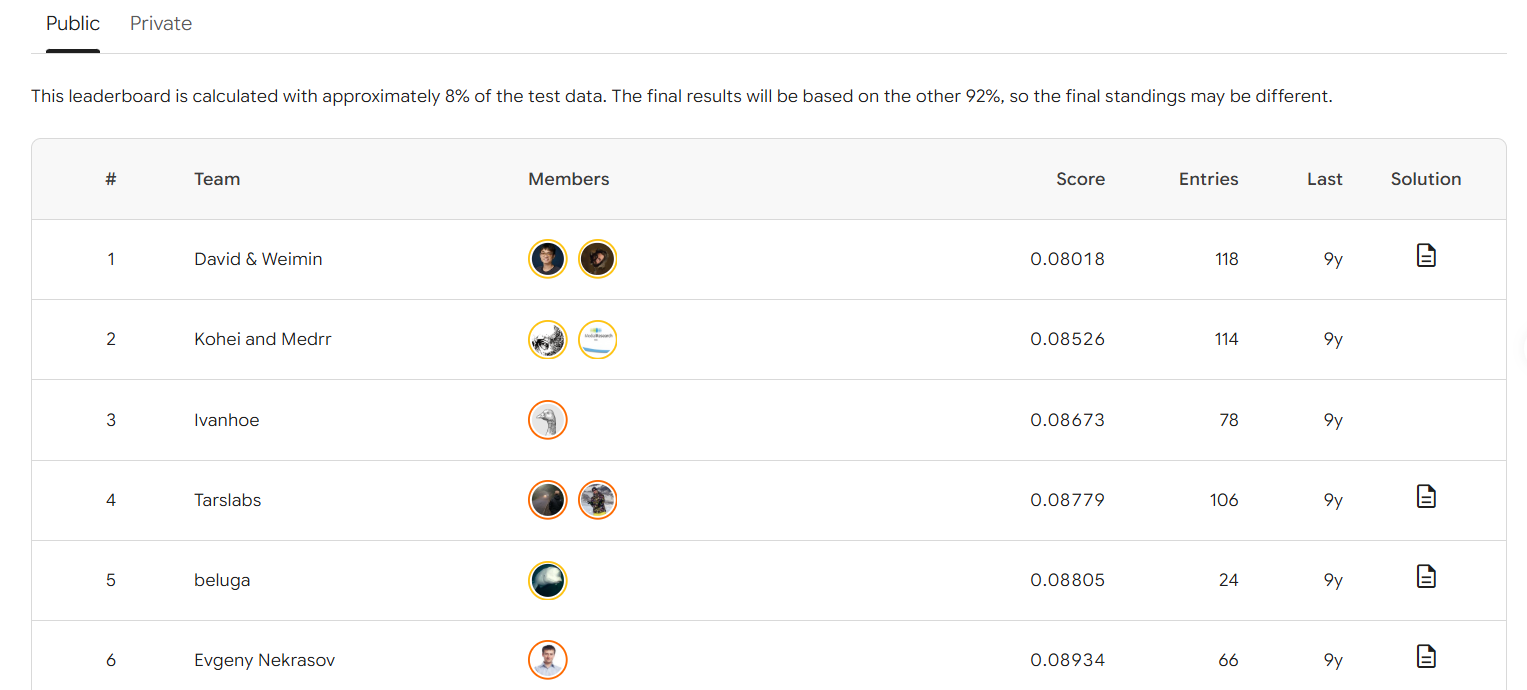 Public Private
This leaderboard is calculated with approximately 8% of the test data. The final results will be based on the other 92%, so the final standings may be different.
# Team Members Score Entries Last Solution
1 David & Weimin 0.08018 118 9y
2 Kohei and Medrr 0.08526 114 9y
3 Ivanhoe 0.08673 78 9y
4 Tarslabs 0.08779 106 9y
5 beluga 0.08805 24 9y
6 Evgeny Nekrasov 0.08934 66 9y